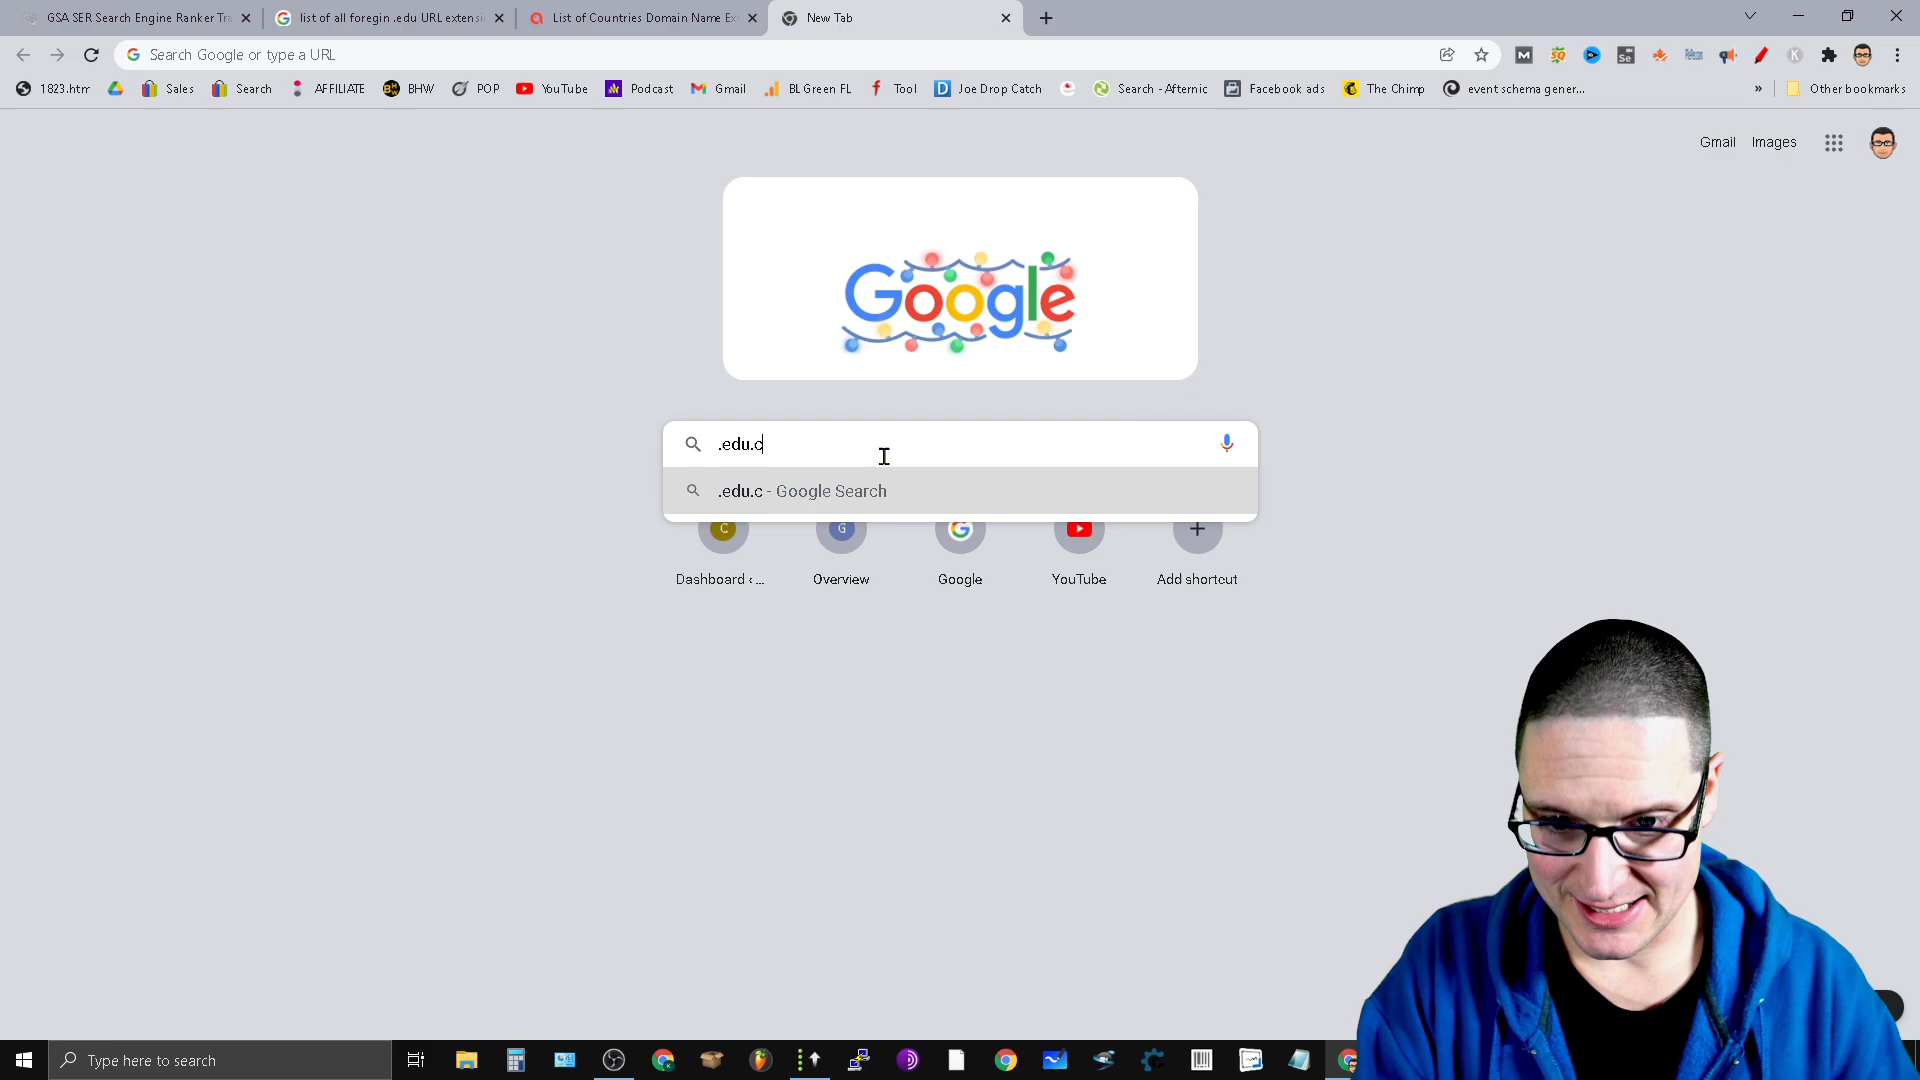 GSA SER Search Engine Ranker Tra
list of all foregin .edu URL extensi
List of Countries Domain Name Ex
New Tab
Search Google or type a URL
1823.htm
Sales
Search
AFFILIATE
BHW
POP
YouTube
Podcast
Gmail
BL Green FL
Tool
Joe Drop Catch
Search - Afternic
Facebook ads
The Chimp
event schema gener...
»
Other bookmarks
Gmail
Images
Google
.edu.c
.edu.c - Google Search
Dashboard ‹ ...
Overview
Google
YouTube
Add shortcut
Type here to search